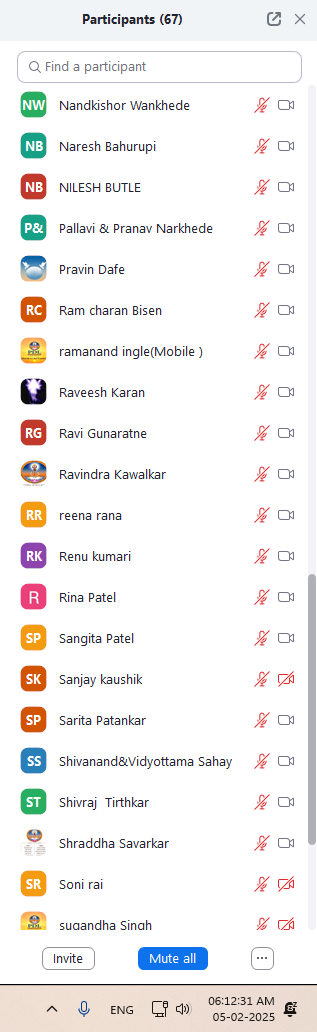 Participants (67)
Find a participant
NW Nandkishor Wankhede
NB Naresh Bahurupi
NB NILESH BUTLE
P& Pallavi & Pranav Narkhede
Pravin Dafe
RC Ram charan Bisen
ramanand ingle(Mobile )
Raveesh Karan
RG Ravi Gunaratne
Ravindra Kawalkar
RR reena rana
RK Renu kumari
R Rina Patel
SP Sangita Patel
SK Sanjay kaushik
SP Sarita Patankar
SS Shivanand&Vidyottama Sahay
ST Shivraj  Tirthkar
Shraddha Savarkar
SR Soni rai
sugandha Singh
Invite Mute all ...
ENG 06:12:31 AM
05-02-2025